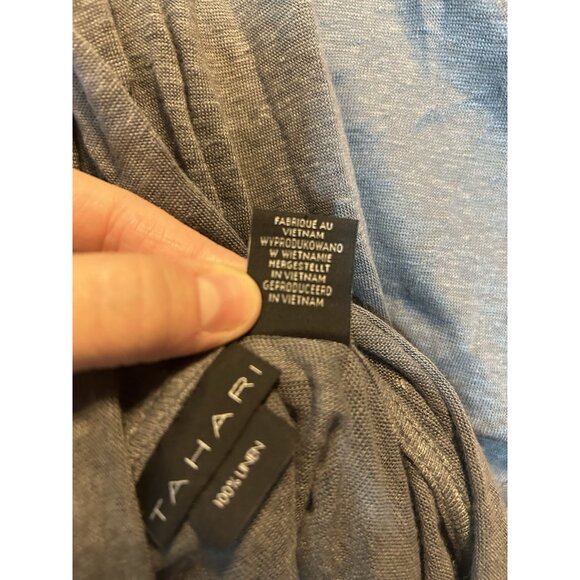 FABRIQUÉ AU
VIETNAM
WYPRODUKOWANO
W WIETNAMIE
HERGESTELLT
IN VIETNAM
GEPRODUCEERD
IN VIETNAM
TAHARI
100% LINEN